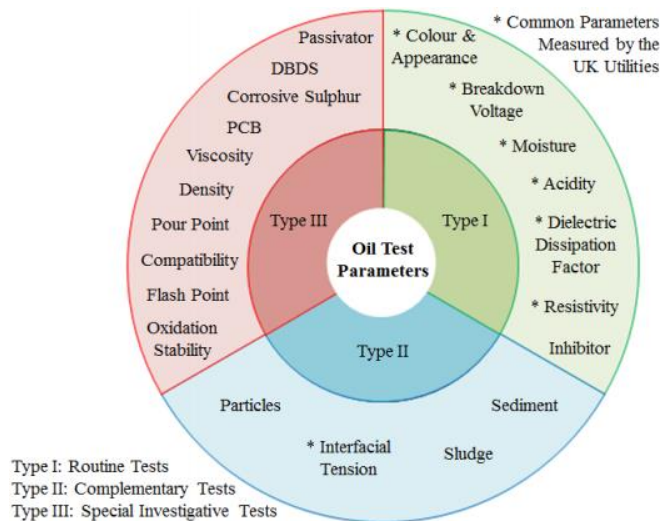 * Common Parameters
Measured by the
UK Utilities
Passivator
DBDS
Corrosive Sulphur
PCB
Viscosity
Density
Pour Point
Compatibility
Flash Point
Oxidation
Stability
* Colour &
Appearance
* Breakdown
Voltage
* Moisture
* Acidity
* Dielectric
Dissipation
Factor
* Resistivity
Inhibitor
Type III
Type I
Oil Test
Parameters
Type II
Particles
* Interfacial
Tension
Sludge
Sediment
Type I: Routine Tests
Type II: Complementary Tests
Type III: Special Investigative Tests